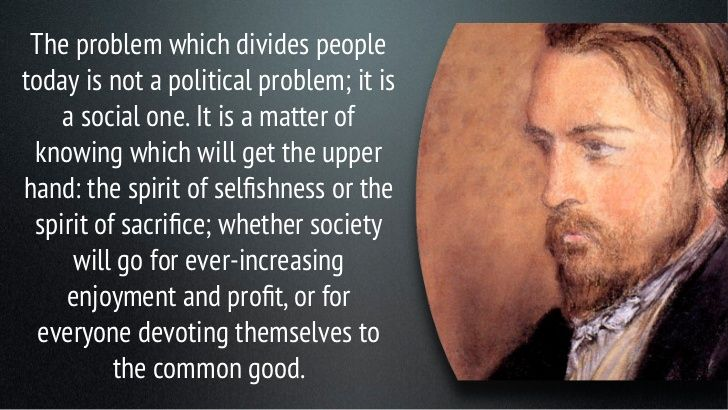 The problem which divides people
today is not a political problem; it is
a social one. It is a matter of
knowing which will get the upper
hand: the spirit of selfishness or the
spirit of sacrifice; whether society
will go for ever-increasing
enjoyment and profit, or for
everyone devoting themselves to
the common good.